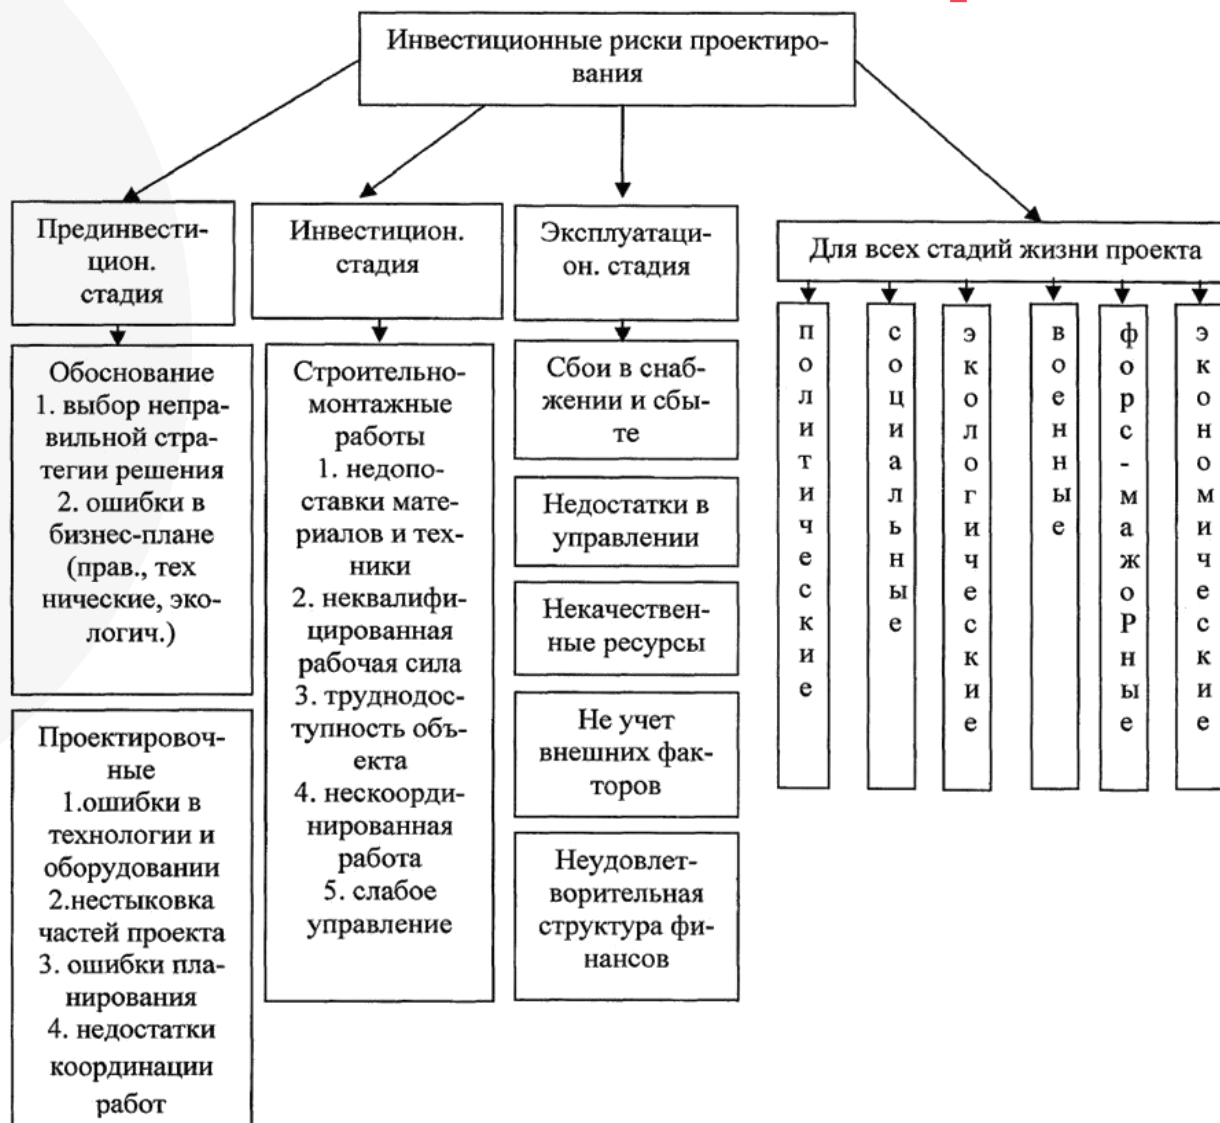 Инвестиционные риски проектиро-
вания
Прединвести-
цион.
стадия
Инвестицион.
стадия
Эксплуатаци-
он. стадия
Для всех стадий жизни проекта
Обоснование
1. выбор непра-
вильной стра-
тегии решения
2. ошибки в
бизнес-плане
(прав., тех
нические, эко-
логич.)
Проектировоч-
ные
1.ошибки в
технологии и
оборудовании
2.нестыковка
частей проекта
3. ошибки пла-
нирования
4. недостатки
координации
работ
Строительно-
монтажные
работы
1. недопо-
ставки мате-
риалов и тех-
ники
2. неквалифи-
цированная
рабочая сила
3. труднодос-
тупность объ-
екта
4. нескоорди-
нированная
работа
5. слабое
управление
Сбои в снаб-
жении и сбы-
те
Недостатки в
управлении
Некачествен-
ные ресурсы
Не учет
внешних фак-
торов
Неудовлет-
ворительная
структура фи-
нансов
политические
социальные
экологические
военные
форс-мажоРные
экономические